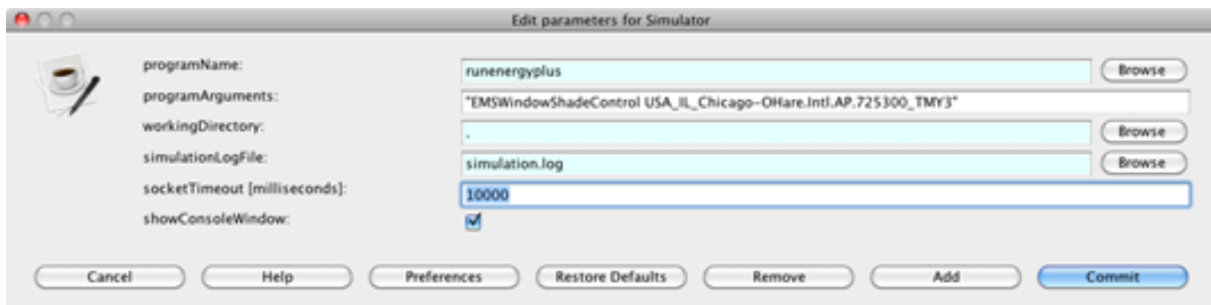 Edit parameters for Simulator
programName: runenergyplus Browse
programArguments: "EMSWindowShadeControl USA_IL_Chicago-OHare.Intl.AP.725300_TMY3"
workingDirectory: . Browse
simulationLogFile: simulation.log Browse
socketTimeout [milliseconds]: 10000
showConsoleWindow:
Cancel Help Preferences Restore Defaults Remove Add Commit